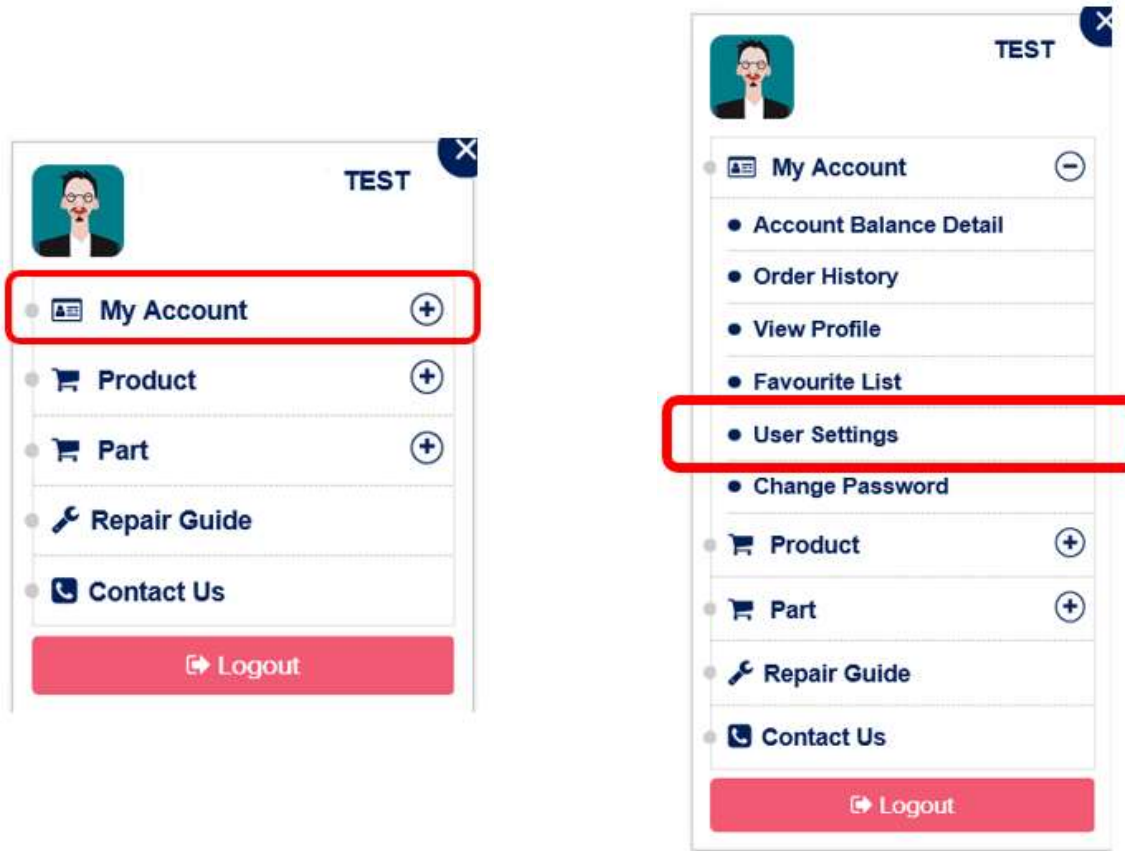 TEST
My Account
Product
Part
Repair Guide
Contact Us
Logout
TEST
My Account
Account Balance Detail
Order History
View Profile
Favourite List
User Settings
Change Password
Product
Part
Repair Guide
Contact Us
Logout